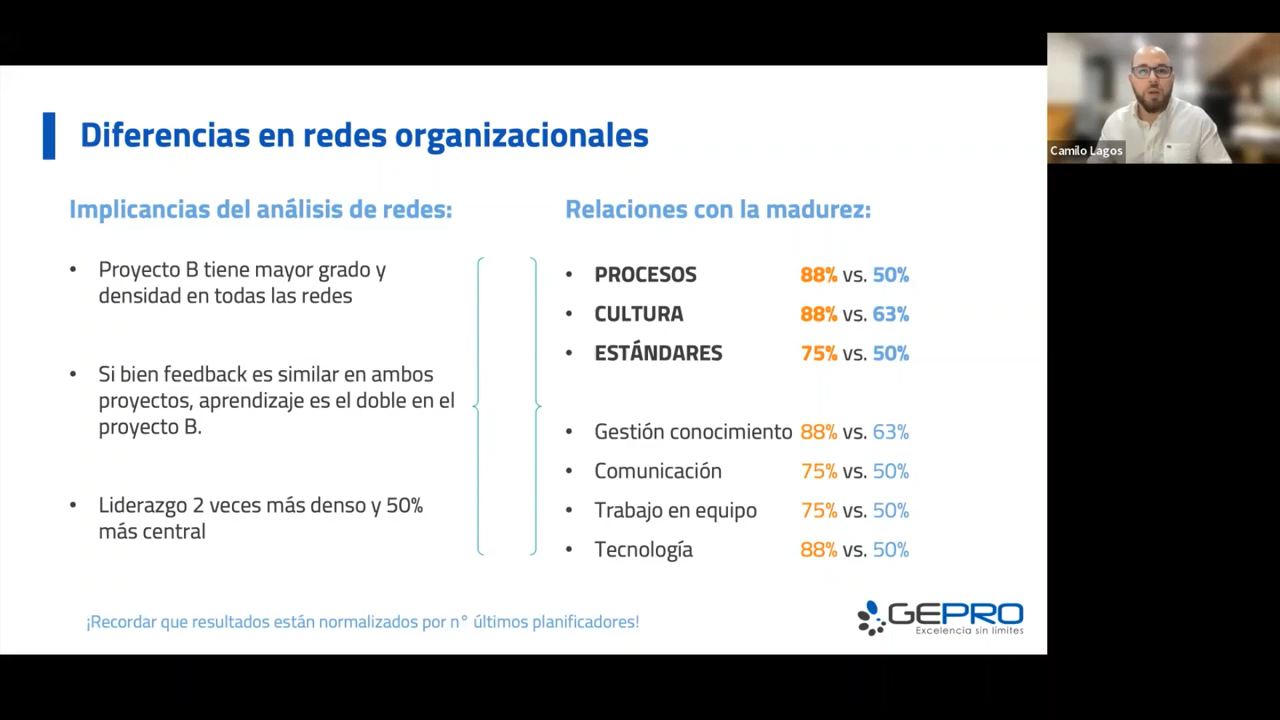 Diferencias en redes organizacionales
Implicancias del análisis de redes:
• Proyecto B tiene mayor grado y
densidad en todas las redes
• Si bien feedback es similar en ambos
proyectos, aprendizaje es el doble en el
proyecto B.
• Liderazgo 2 veces más denso y 50%
más central
Relaciones con la madurez:
• PROCESOS 88% vs. 50%
• CULTURA 88% vs. 63%
• ESTÁNDARES 75% vs. 50%
• Gestión conocimiento 88% vs. 63%
• Comunicación 75% vs. 50%
• Trabajo en equipo 75% vs. 50%
• Tecnología 88% vs. 50%
¡Recordar que resultados están normalizados por n° últimos planificadores!
GEPRO
Excelencia sin límites
Camilo Lagos